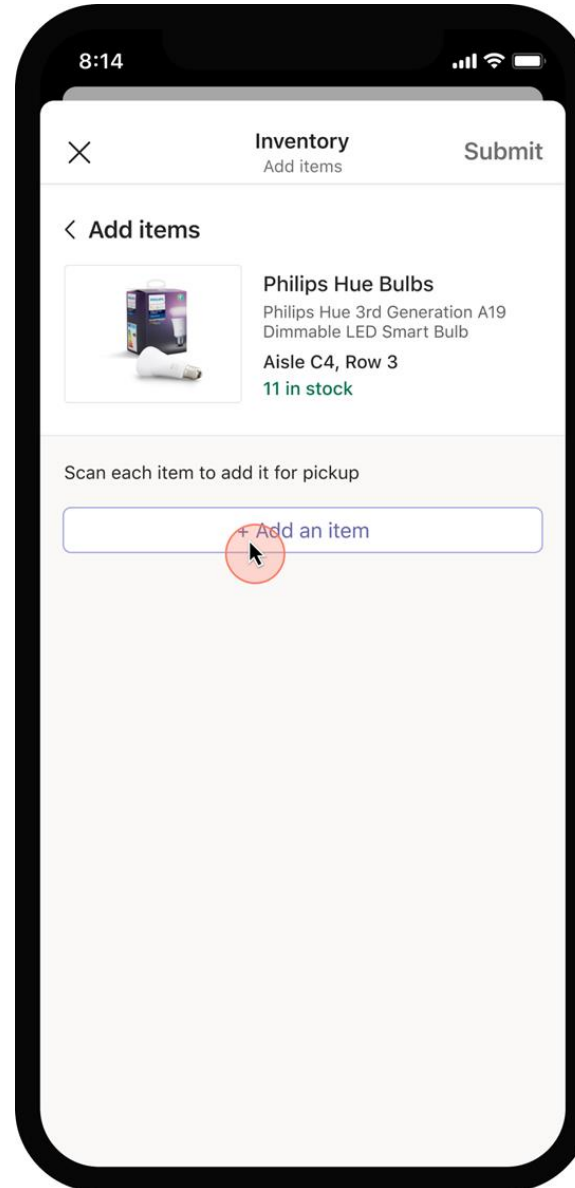 8:14
Inventory
Add items
Submit
Add items
Philips Hue Bulbs
Philips Hue 3rd Generation A19
Dimmable LED Smart Bulb
Aisle C4, Row 3
11 in stock
Scan each item to add it for pickup
+ Add an item